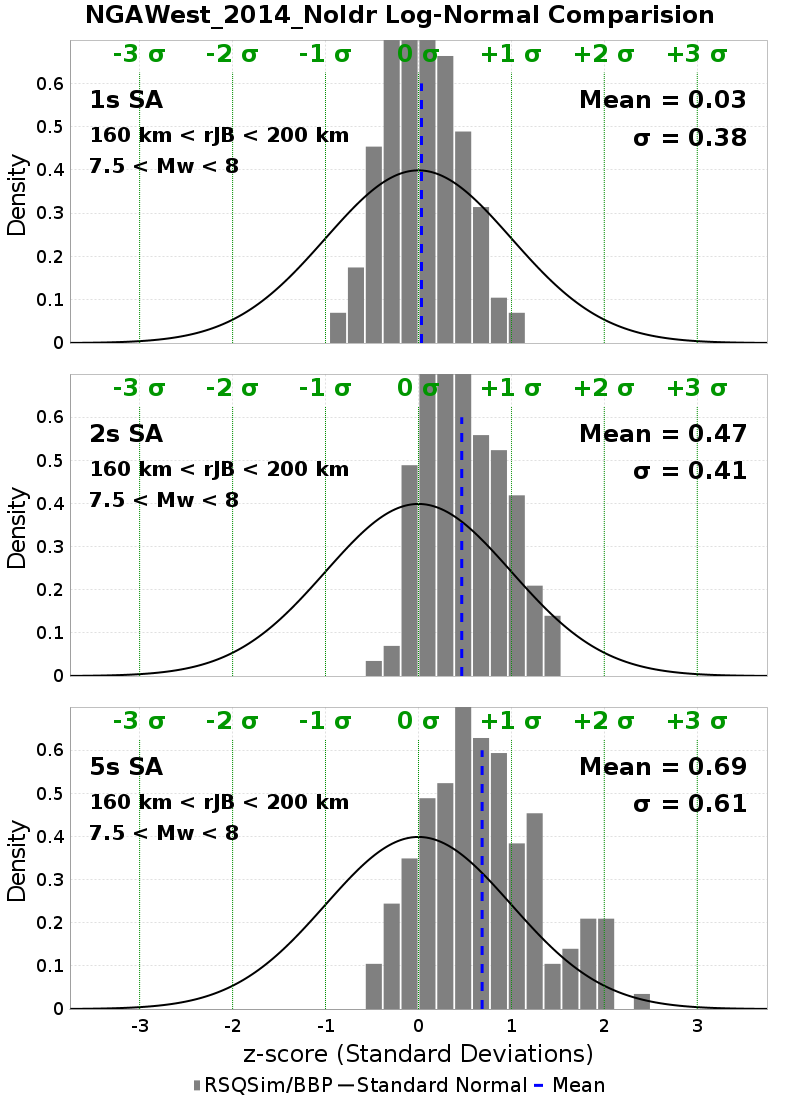 NGAWest_2014_NoIdr Log-Normal Comparision
-3 σ -2 σ -1 σ 0 σ +1 σ +2 σ +3 σ
1s SA Mean = 0.03
160 km < rJB < 200 km σ = 0.38
7.5 < Mw < 8
Density
0.6
0.5
0.4
0.3
0.2
0.1
0
-3 σ -2 σ -1 σ 0 σ +1 σ +2 σ +3 σ
2s SA Mean = 0.47
160 km < rJB < 200 km σ = 0.41
7.5 < Mw < 8
Density
0.6
0.5
0.4
0.3
0.2
0.1
0
-3 σ -2 σ -1 σ 0 σ +1 σ +2 σ +3 σ
5s SA Mean = 0.69
160 km < rJB < 200 km σ = 0.61
7.5 < Mw < 8
Density
0.6
0.5
0.4
0.3
0.2
0.1
0
-3 -2 -1 0 1 2 3
z-score (Standard Deviations)
RSQSim/BBP Standard Normal Mean